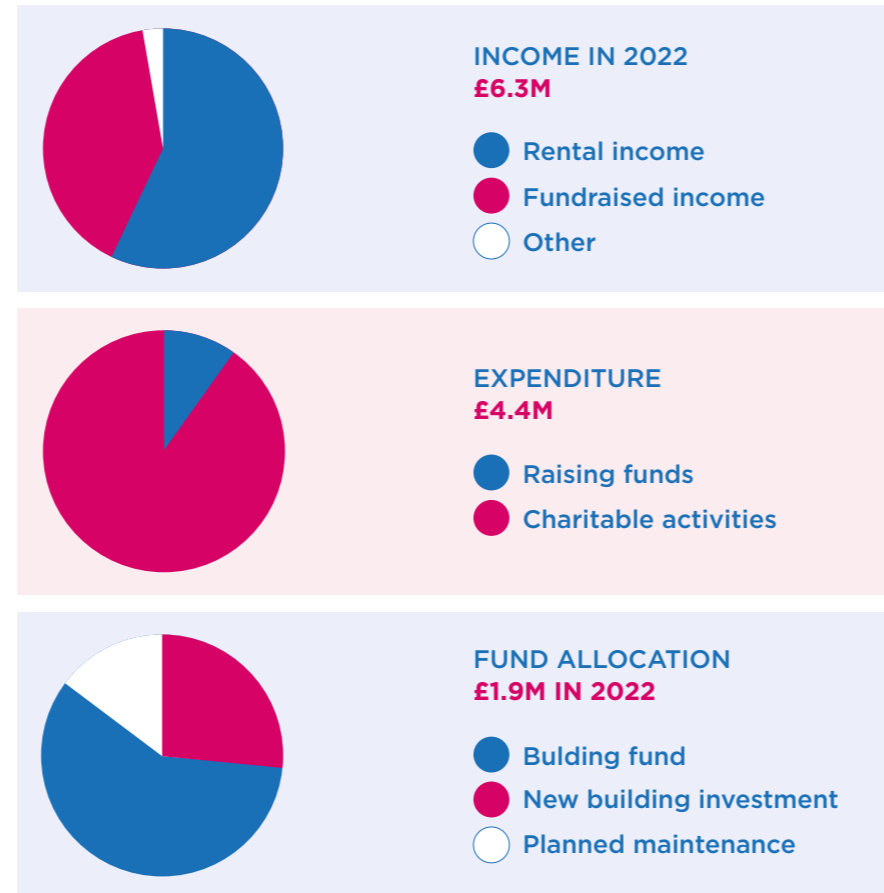 INCOME IN 2022
£6.3M
Rental income
Fundraised income
Other
EXPENDITURE
£4.4M
Raising funds
Charitable activities
FUND ALLOCATION
£1.9M IN 2022
Bulding fund
New building investment
Planned maintenance